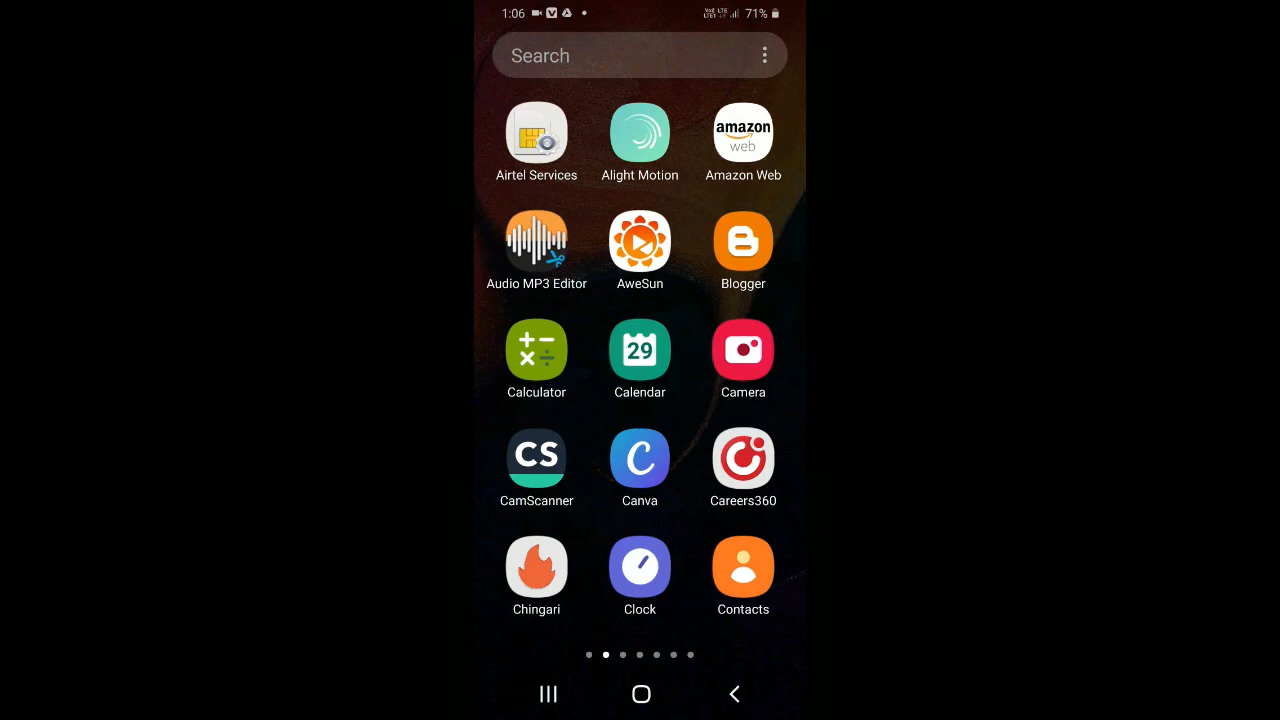 1:06 71%
Search
amazon
web
Airtel Services Alight Motion Amazon Web
Audio MP3 Editor AweSun Blogger
29
Calculator Calendar Camera
CS
CamScanner Canva Careers360
Chingari Clock Contacts